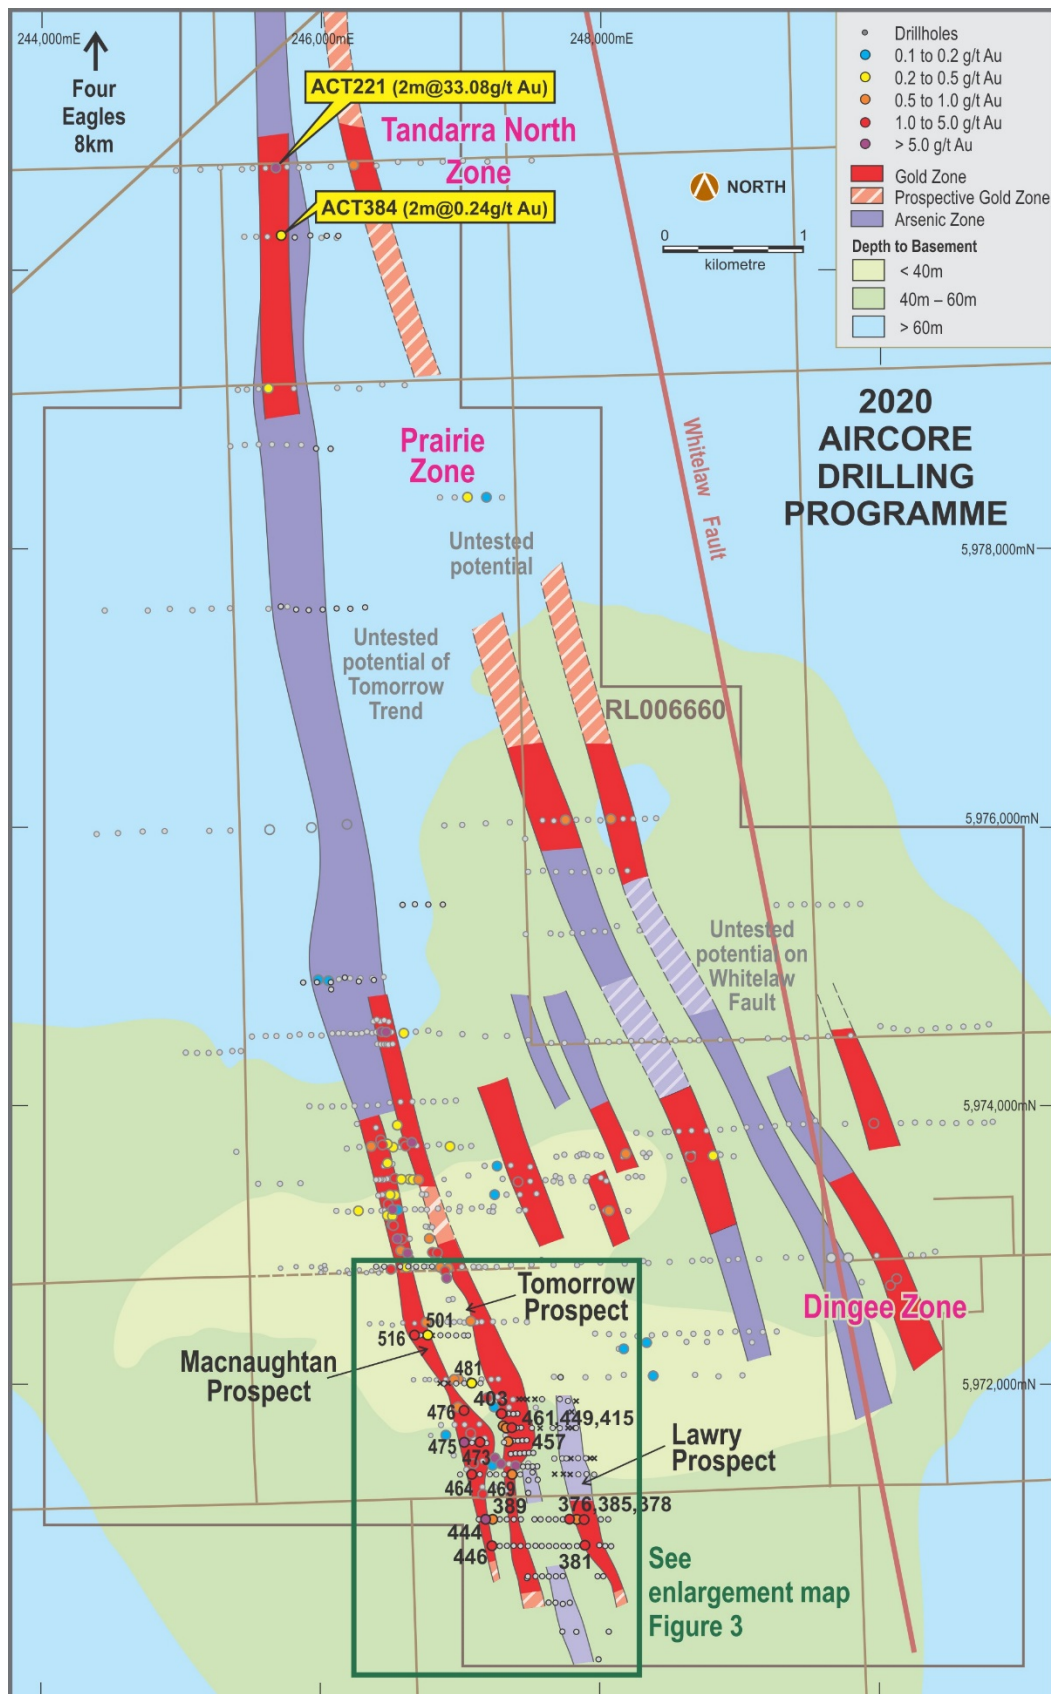 244,000mE
246,000mE
248,000mE
Four
Eagles
8km
ACT221 (2m@33.08g/t Au)
Tandarra North
Zone
ACT384 (2m@0.24g/t Au)
NORTH
0
1
kilometre
Drillholes
0.1 to 0.2 g/t Au
0.2 to 0.5 g/t Au
0.5 to 1.0 g/t Au
1.0 to 5.0 g/t Au
> 5.0 g/t Au
Gold Zone
Prospective Gold Zone
Arsenic Zone
Depth to Basement
< 40m
40m – 60m
> 60m
2020
AIRCORE
DRILLING
PROGRAMME
Prairie
Zone
Whitelaw Fault
Untested
potential
5,978,000mN
Untested
potential of
Tomorrow
Trend
RL006660
5,976,000mN
Untested
potential on
Whitelaw
Fault
5,974,000mN
Tomorrow
Prospect
Dingee Zone
501
516
Macnaughtan
Prospect
481
5,972,000mN
403
476
461,449,415
475
457
473
Lawry
Prospect
464
469
389
376,385,378
444
446
381
See
enlargement map
Figure 3